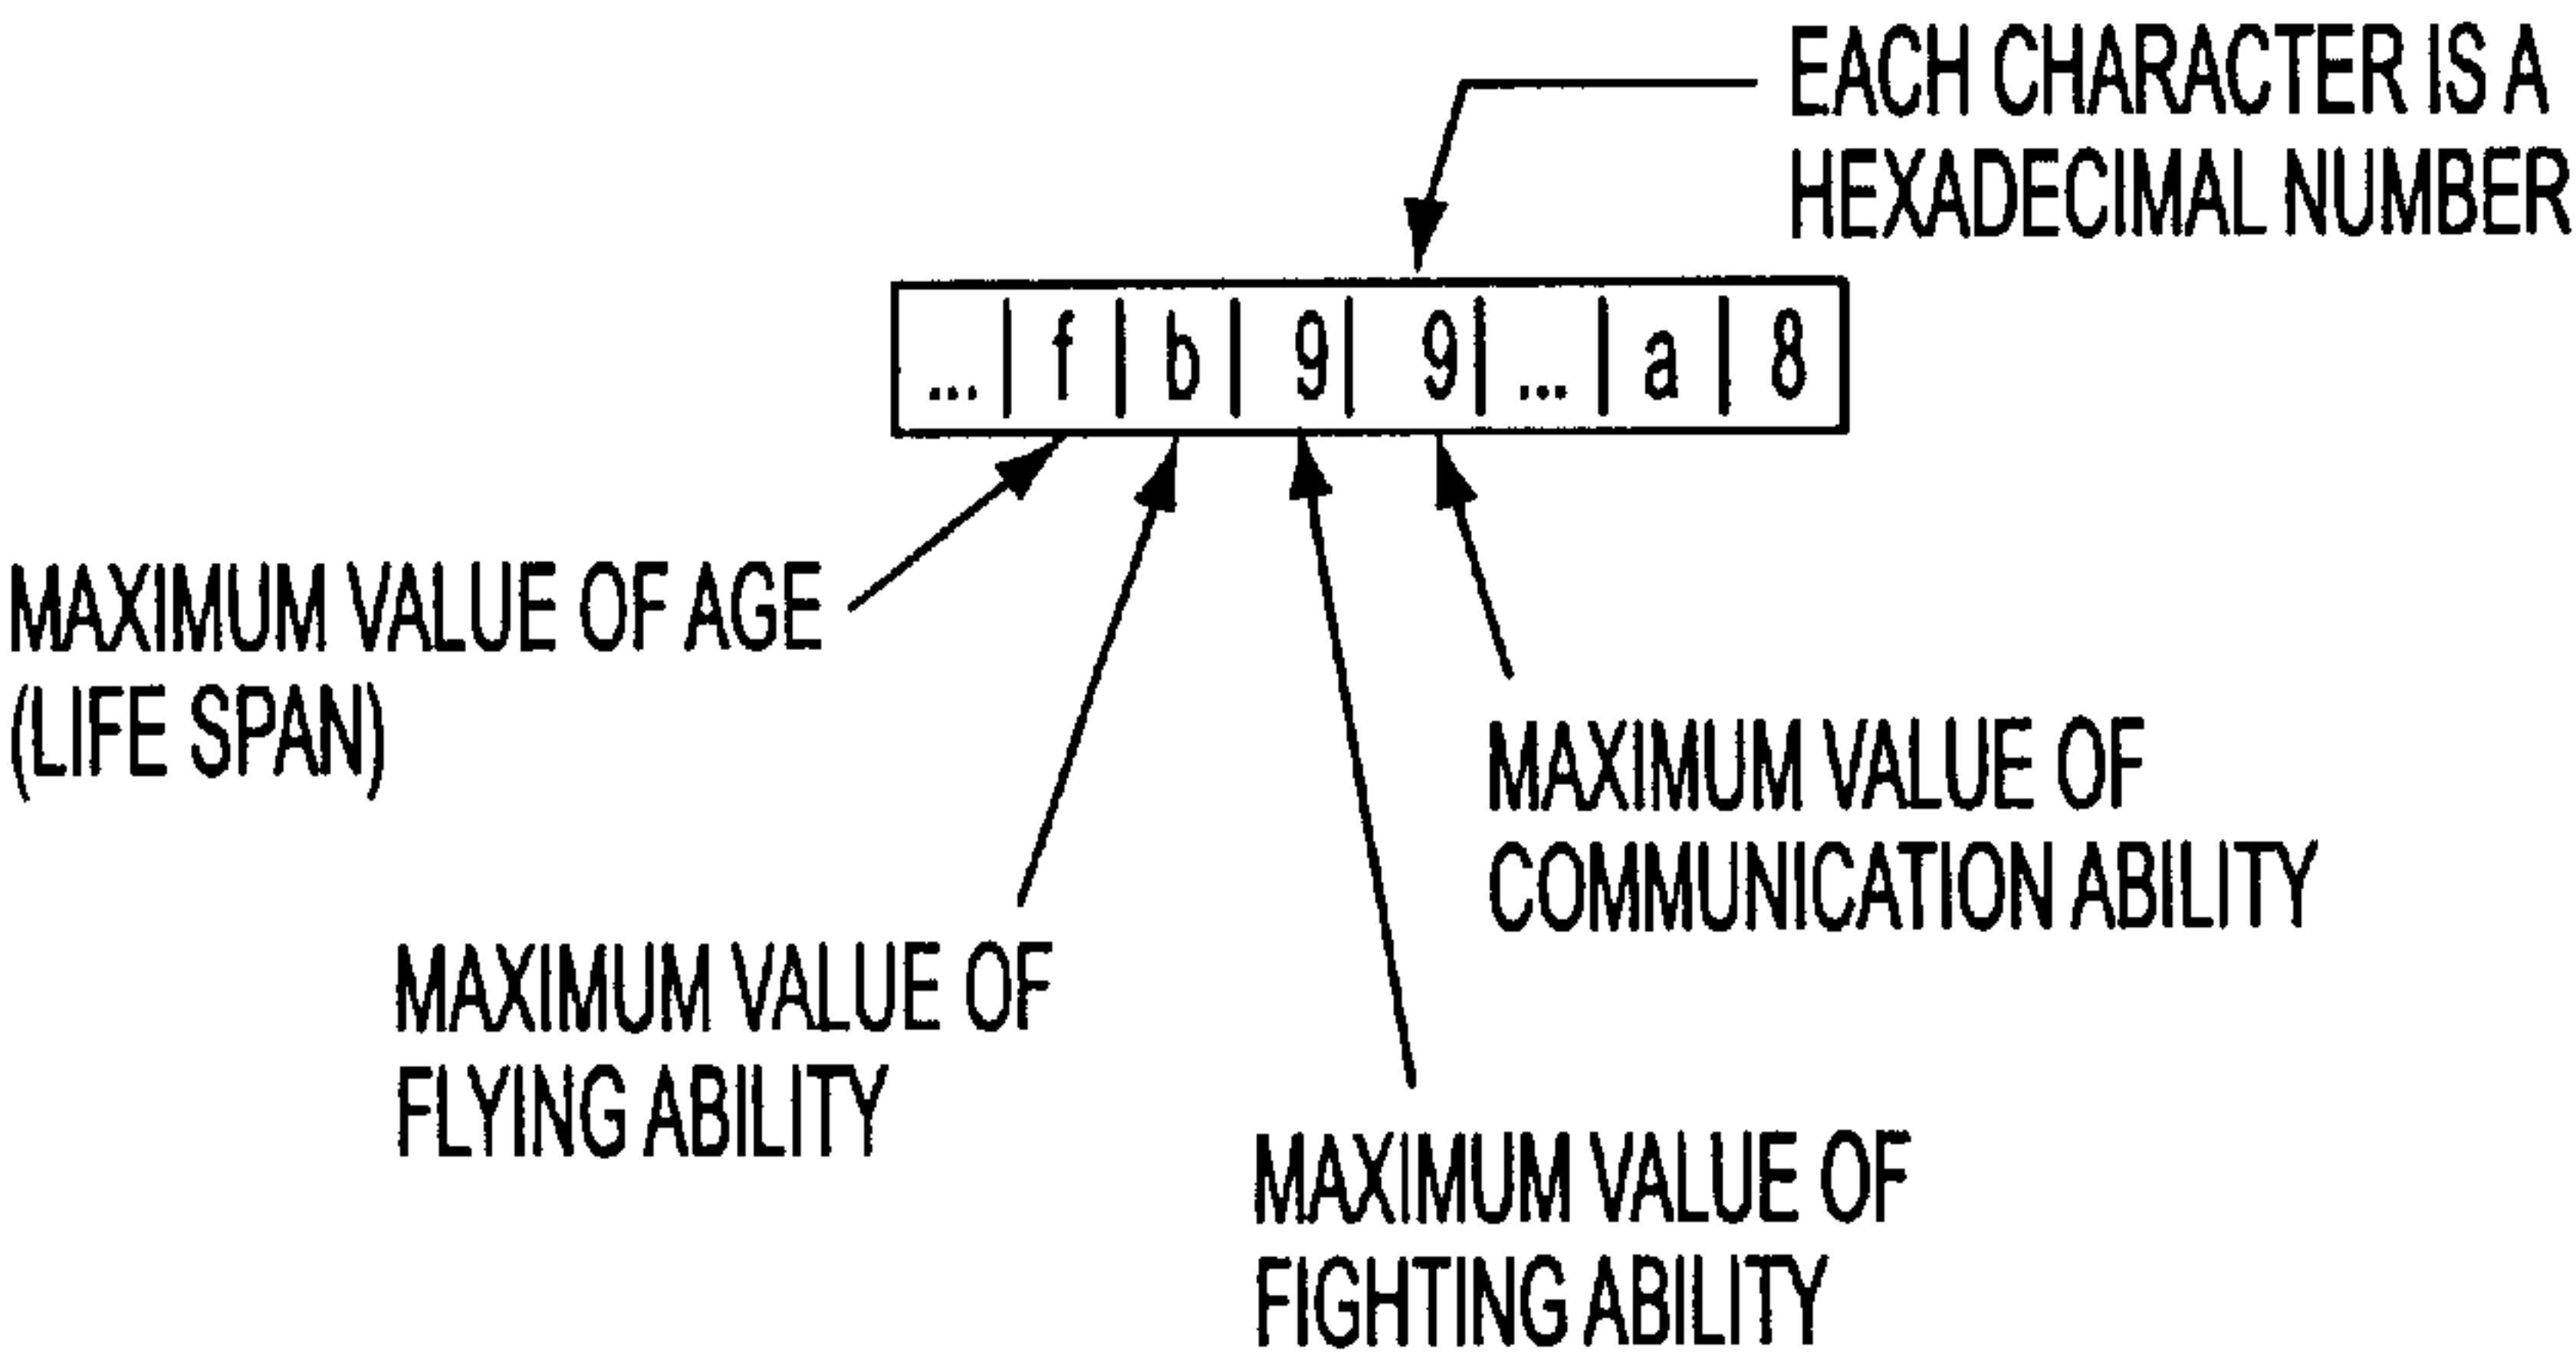 EACH CHARACTER IS A
HEXADECIMAL NUMBER
... | f | b | 9 | 9 | ... | a | 8
MAXIMUM VALUE OF AGE
(LIFE SPAN)
MAXIMUM VALUE OF
COMMUNICATION ABILITY
MAXIMUM VALUE OF
FLYING ABILITY
MAXIMUM VALUE OF
FIGHTING ABILITY